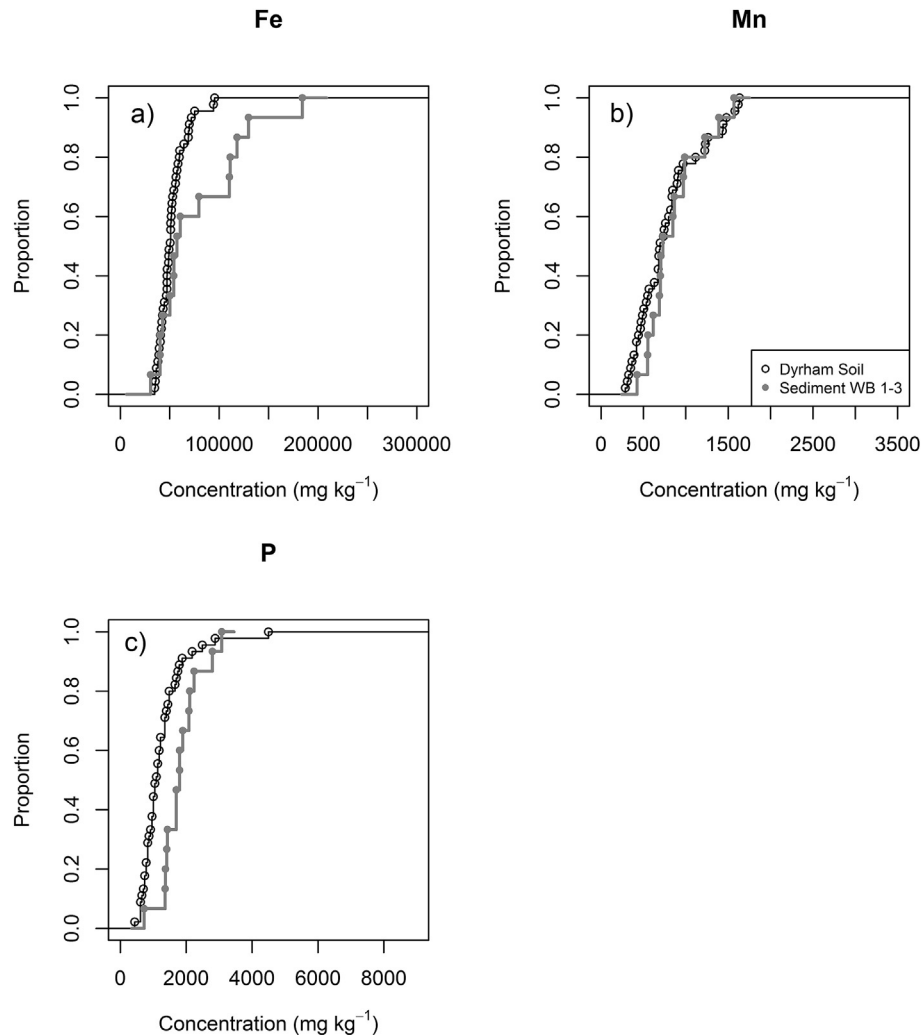 Fe
a)
Proportion
0.0 0.2 0.4 0.6 0.8 1.0
0 100000 200000 300000
Concentration (mg kg⁻¹)
Mn
b)
Proportion
0.0 0.2 0.4 0.6 0.8 1.0
Dyrham Soil
Sediment WB 1-3
0 500 1500 2500 3500
Concentration (mg kg⁻¹)
P
c)
Proportion
0.0 0.2 0.4 0.6 0.8 1.0
0 2000 4000 6000 8000
Concentration (mg kg⁻¹)